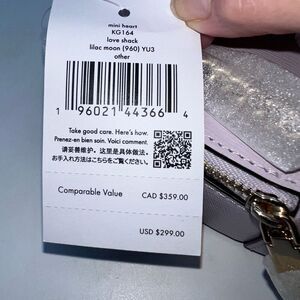 mini heart
KG164
love shack
lilac moon (960) YU3
other
1 96021 44366 4
Take good care. Here's how.
Prenez-en bien soin. Voici comment.
请妥善维护。这里是具体做法。
お手入れ方法はこちらをご覧ください。
Comparable Value CAD $359.00
USD $299.00